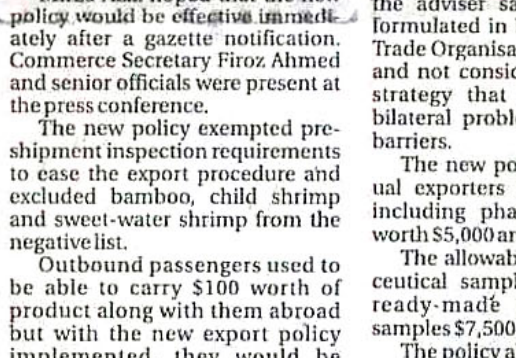 policy would be effective immedi-
ately after a gazette notification.
Commerce Secretary Firoz Ahmed
and senior officials were present at
the press conference.
The new policy exempted pre-
shipment inspection requirements
to ease the export procedure and
excluded bamboo, child shrimp
and sweet-water shrimp from the
negative list.
Outbound passengers used to
be able to carry $100 worth of
product along with them abroad
but with the new export policy
implemented, they would be
the adviser
formulated in
Trade Organisa
and not consid
strategy that
bilateral probl
barriers.
The new po
ual exporters
including pha
worth $5,000 an
The allowab
ceutical sampl
ready-made
samples $7,500
The policy a